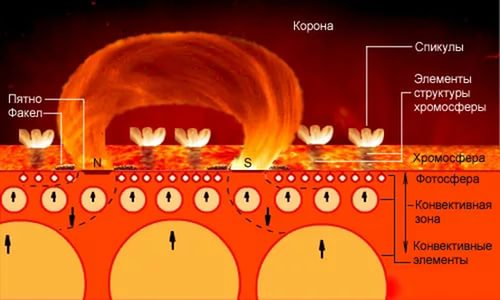 Корона
Спикулы
Элементы
структуры
хромосферы
Пятно
Факел
N
S
Хромосфера
Фотосфера
Конвективная
зона
Конвективные
элементы